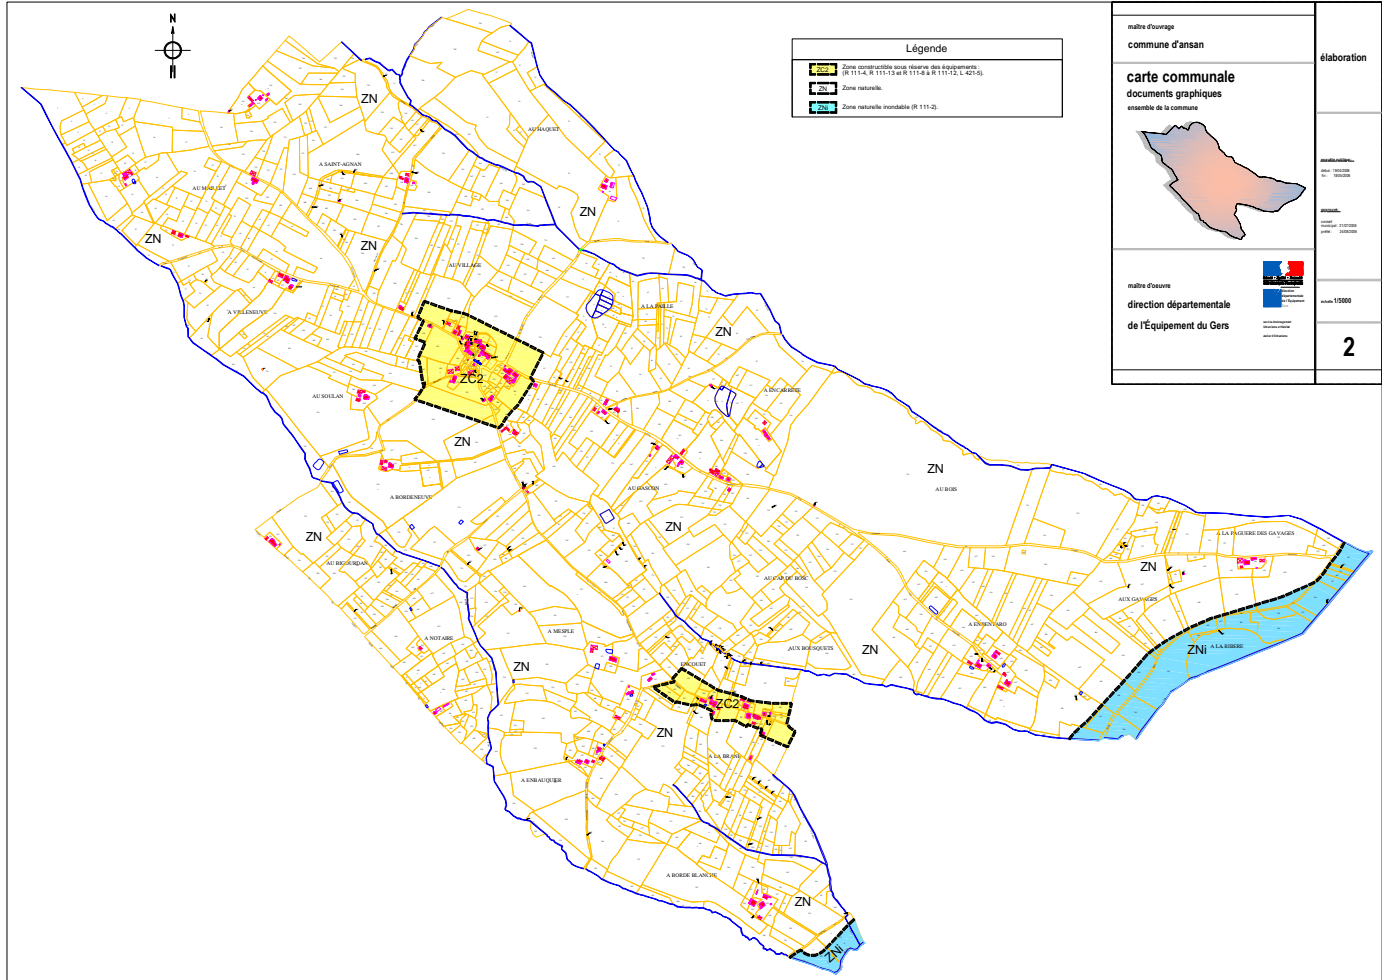 N
Légende
ZC2
Zone constructible sous réserve des équipements :
(R 111-4, R 111-13 et R 111-8 à R 111-12, L 421-5).
ZN
Zone naturelle.
ZNi
Zone naturelle inondable (R 111-2).
maître d'ouvrage
commune d'ansan
élaboration
carte communale
documents graphiques
ensemble de la commune
maître d'oeuvre
direction départementale
de l'Équipement du Gers
1/5000
2
ZN
AU HAQUET
A SAINT-AGNAN
AU MAILLET
ZN
ZN
ZN
AU VILLAGE
A VILLENEUVE
A LA PAILLE
ZN
ZC2
AU SOULAN
A ENCARRETE
ZN
ZN
AU BOIS
A BORDENEUVE
AU GASCON
ZN
ZN
A LA PAGUERE DES GAVAGES
AU BIGOURDAN
ZN
AU CAP DU BOSC
AUX GAVAGES
A NOTAIRE
A MESPLE
AUX BOUSQUETS
ZN
ZNi
A LA RIBERE
ENCOUET
ZN
ZC2
ZN
A LA BRANE
A ENBAUQUIER
A BORDE BLANCHE
ZN
ZNi